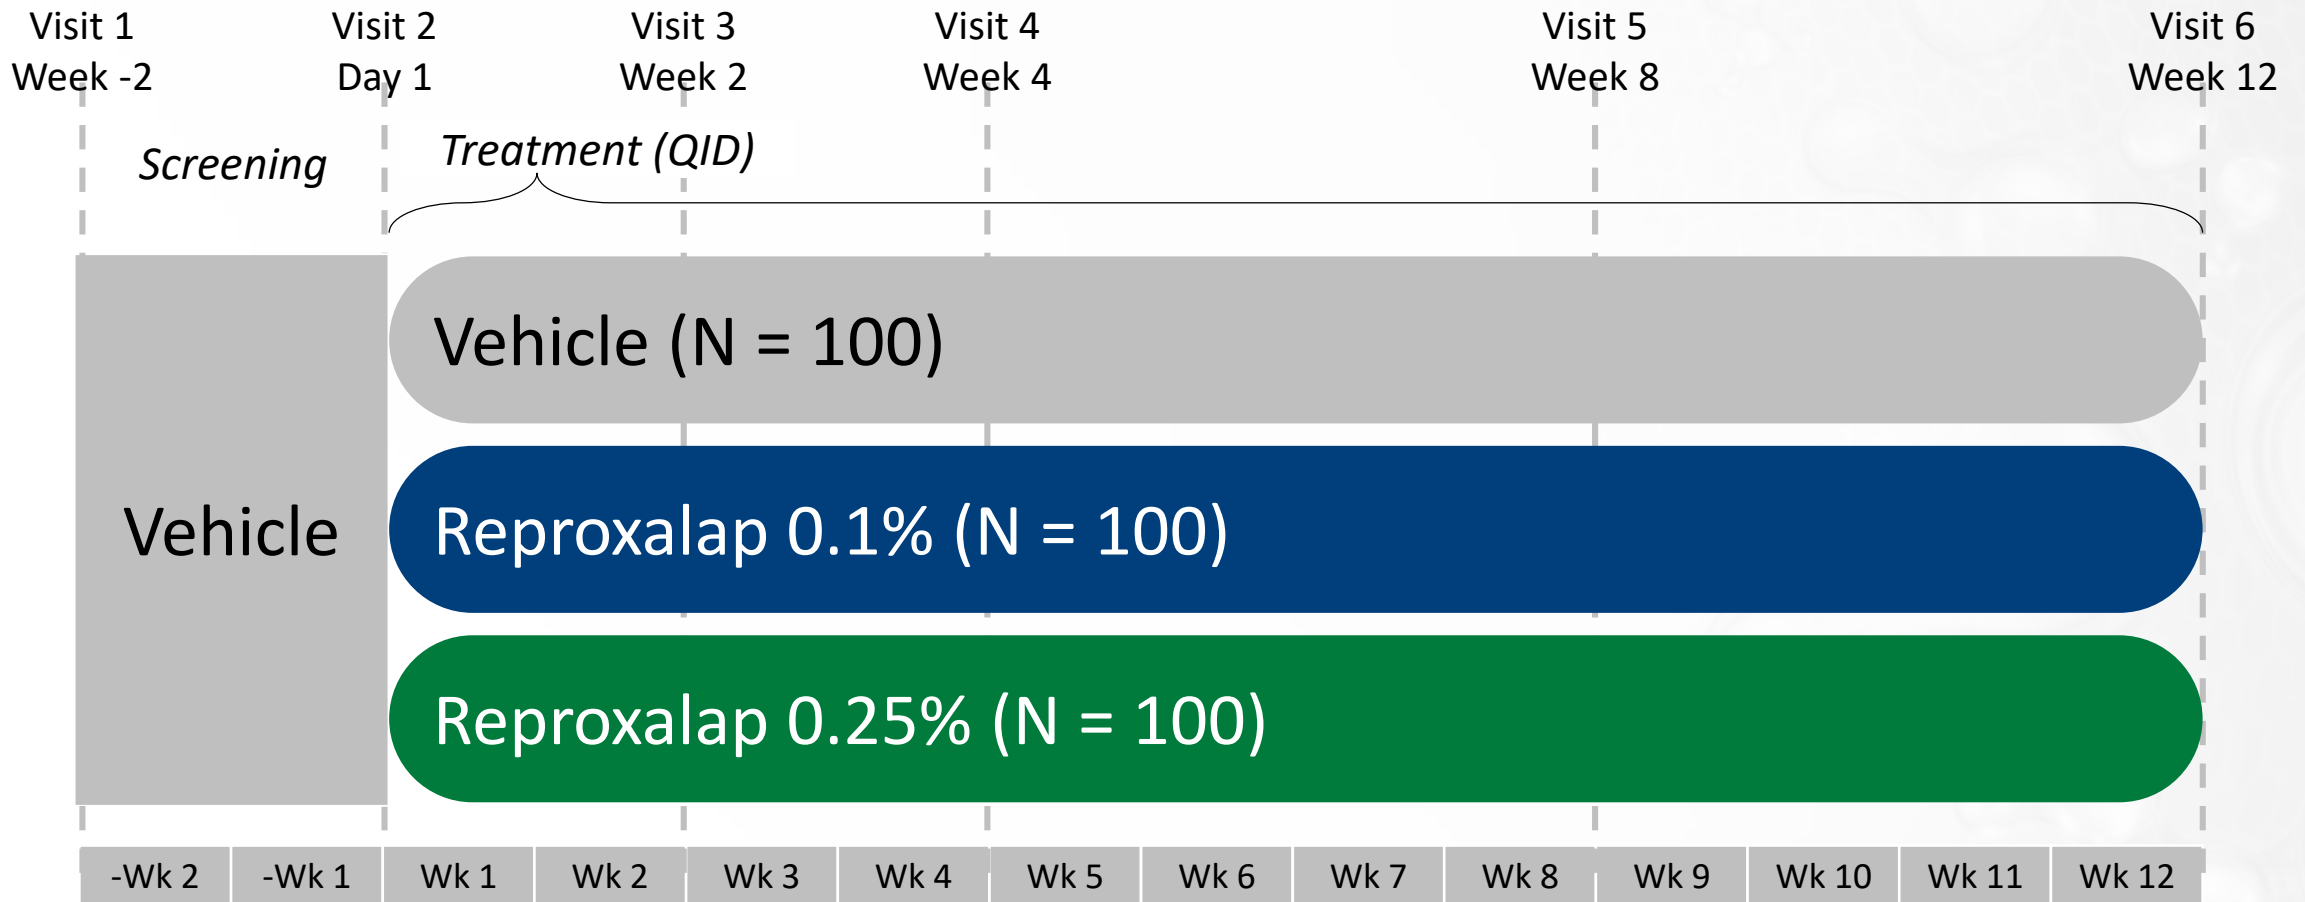 Visit 1
Week -2
Visit 2
Day 1
Visit 3
Week 2
Visit 4
Week 4
Visit 5
Week 8
Visit 6
Week 12
Screening
Treatment (QID)
Vehicle
Vehicle (N = 100)
Reproxalap 0.1% (N = 100)
Reproxalap 0.25% (N = 100)
-Wk 2 -Wk 1 Wk 1 Wk 2 Wk 3 Wk 4 Wk 5 Wk 6 Wk 7 Wk 8 Wk 9 Wk 10 Wk 11 Wk 12